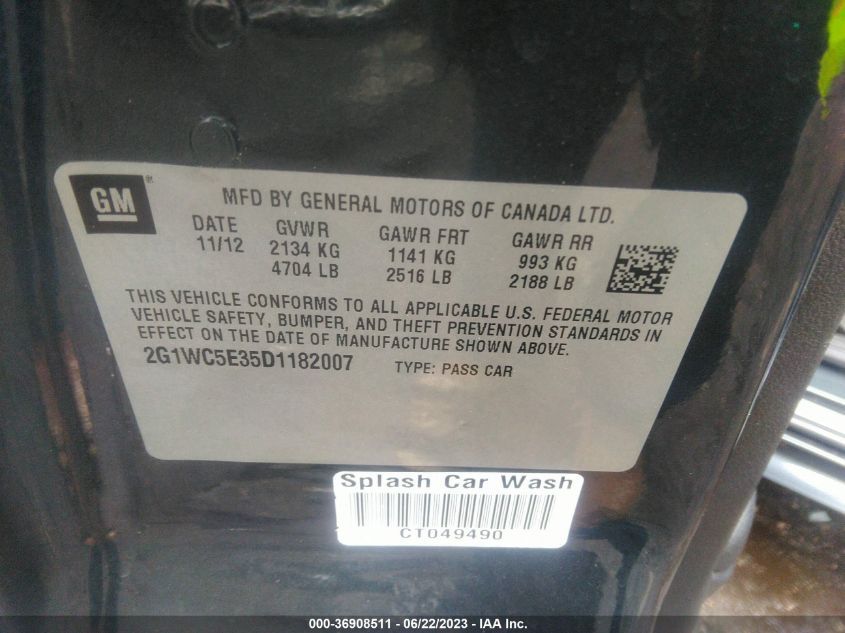 GM®
MFD BY GENERAL MOTORS OF CANADA LTD.
DATE GVWR GAWR FRT GAWR RR
11/12 2134 KG 1141 KG 993 KG
4704 LB 2516 LB 2188 LB
THIS VEHICLE CONFORMS TO ALL APPLICABLE U.S. FEDERAL MOTOR
VEHICLE SAFETY, BUMPER, AND THEFT PREVENTION STANDARDS IN
EFFECT ON THE DATE OF MANUFACTURE SHOWN ABOVE.
2G1WC5E35D1182007 TYPE: PASS CAR
Splash Car Wash
CT049490
000-36908511 - 06/22/2023 - IAA Inc.